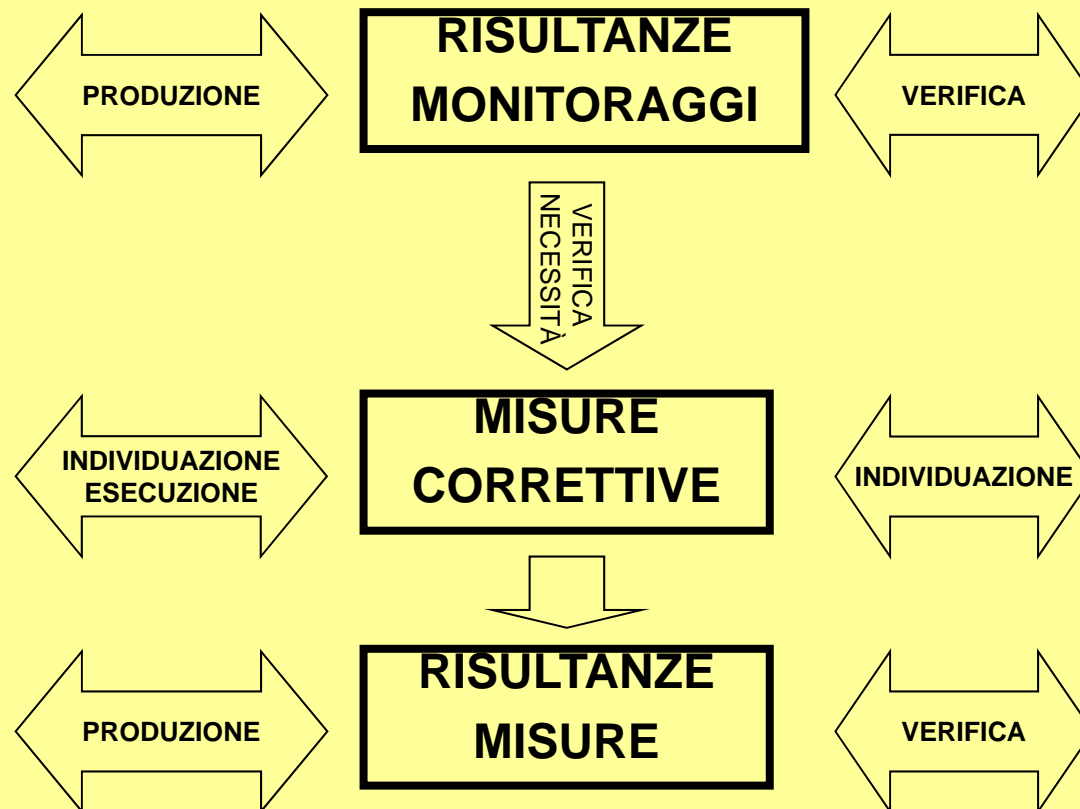 PRODUZIONE
RISULTANZE
MONITORAGGI
VERIFICA
VERIFICA
NECESSITÀ
INDIVIDUAZIONE
ESECUZIONE
MISURE
CORRETTIVE
INDIVIDUAZIONE
PRODUZIONE
RISULTANZE
MISURE
VERIFICA